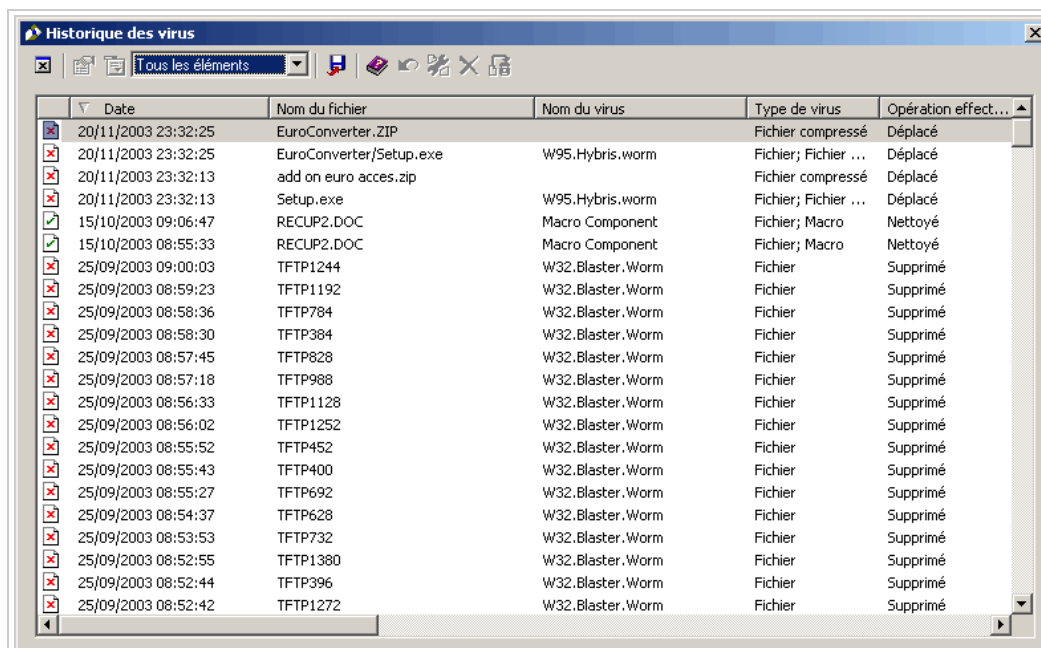 Historique des virus
Tous les éléments
Date Nom du fichier Nom du virus Type de virus Opération effect...
20/11/2003 23:32:25 EuroConverter.ZIP Fichier compressé Déplacé
20/11/2003 23:32:25 EuroConverter/Setup.exe W95.Hybris.worm Fichier; Fichier ... Déplacé
20/11/2003 23:32:13 add on euro acces.zip Fichier compressé Déplacé
20/11/2003 23:32:13 Setup.exe W95.Hybris.worm Fichier; Fichier ... Déplacé
15/10/2003 09:06:47 RECUP2.DOC Macro Component Fichier; Macro Nettoyé
15/10/2003 08:55:33 RECUP2.DOC Macro Component Fichier; Macro Nettoyé
25/09/2003 09:00:03 TFTP1244 W32.Blaster.Worm Fichier Supprimé
25/09/2003 08:59:23 TFTP1192 W32.Blaster.Worm Fichier Supprimé
25/09/2003 08:58:36 TFTP784 W32.Blaster.Worm Fichier Supprimé
25/09/2003 08:58:30 TFTP384 W32.Blaster.Worm Fichier Supprimé
25/09/2003 08:57:45 TFTP828 W32.Blaster.Worm Fichier Supprimé
25/09/2003 08:57:18 TFTP988 W32.Blaster.Worm Fichier Supprimé
25/09/2003 08:56:33 TFTP1128 W32.Blaster.Worm Fichier Supprimé
25/09/2003 08:56:02 TFTP1252 W32.Blaster.Worm Fichier Supprimé
25/09/2003 08:55:52 TFTP452 W32.Blaster.Worm Fichier Supprimé
25/09/2003 08:55:43 TFTP400 W32.Blaster.Worm Fichier Supprimé
25/09/2003 08:55:27 TFTP692 W32.Blaster.Worm Fichier Supprimé
25/09/2003 08:54:37 TFTP628 W32.Blaster.Worm Fichier Supprimé
25/09/2003 08:53:53 TFTP732 W32.Blaster.Worm Fichier Supprimé
25/09/2003 08:52:55 TFTP1380 W32.Blaster.Worm Fichier Supprimé
25/09/2003 08:52:44 TFTP396 W32.Blaster.Worm Fichier Supprimé
25/09/2003 08:52:42 TFTP1272 W32.Blaster.Worm Fichier Supprimé